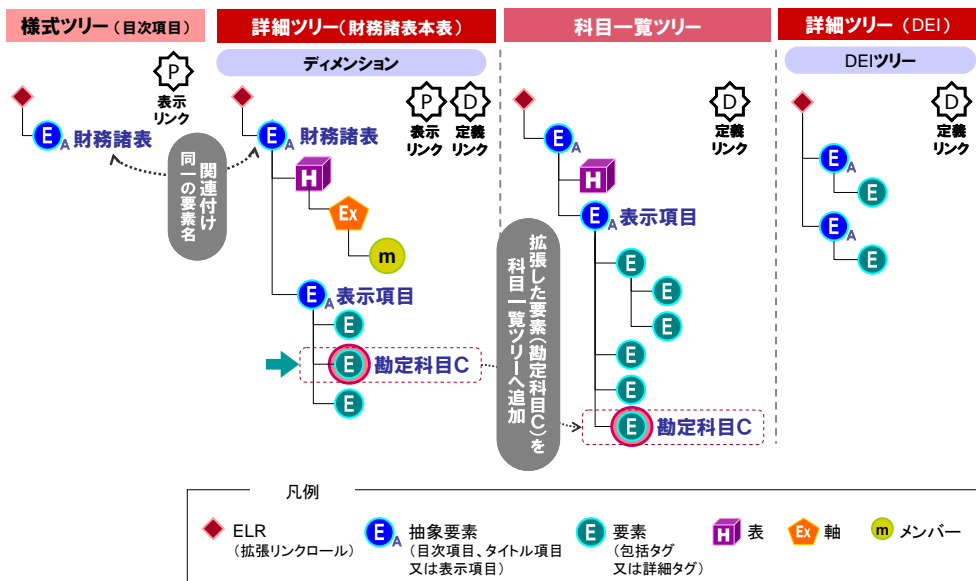 様式ツリー（目次項目）
P
表示
リンク
E
A
財務諸表
関連付け
同一の要素名
詳細ツリー（財務諸表本表）
ディメンション
P
D
表示
リンク
定義
リンク
E
A
財務諸表
H
Ex
m
E
A
表示項目
E
E
勘定科目C
E
拡張した要素（勘定科目C）を
科目一覧ツリーへ追加
科目一覧ツリー
D
定義
リンク
E
A
H
E
A
表示項目
E
E
E
E
E
E
勘定科目C
詳細ツリー（DEI）
DEIツリー
D
定義
リンク
E
A
E
E
A
E
凡例
ELR
（拡張リンクロール）
E
A
抽象要素
（目次項目、タイトル項目
又は表示項目）
E
要素
（包括タグ
又は詳細タグ）
H
表
Ex
軸
m
メンバー